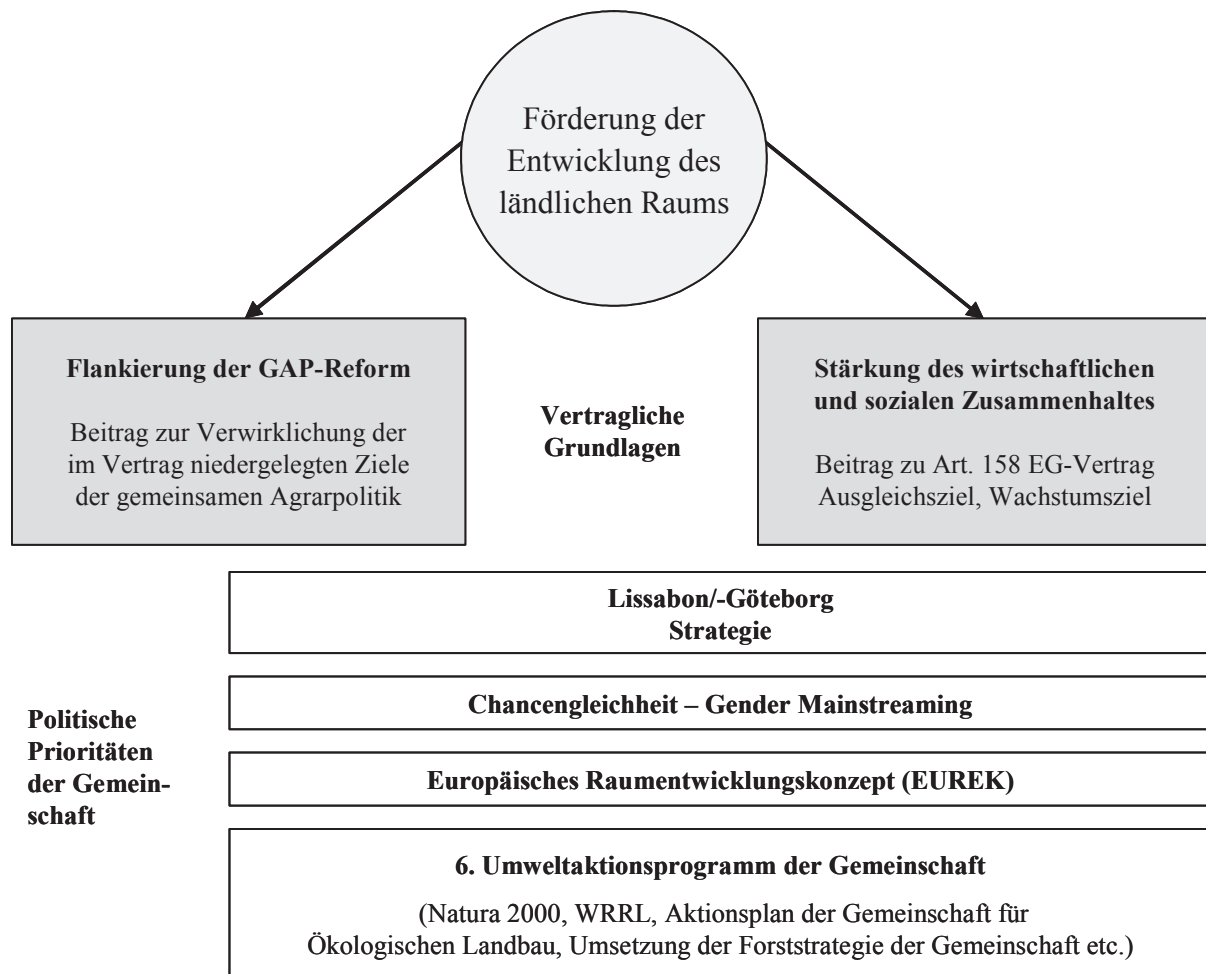 Förderung der
Entwicklung des
ländlichen Raums
Flankierung der GAP-Reform
Beitrag zur Verwirklichung der
im Vertrag niedergelegten Ziele
der gemeinsamen Agrarpolitik
Vertragliche
Grundlagen
Stärkung des wirtschaftlichen
und sozialen Zusammenhaltes
Beitrag zu Art. 158 EG-Vertrag
Ausgleichsziel, Wachstumsziel
Politische
Prioritäten
der Gemein-
schaft
Lissabon/-Göteborg
Strategie
Chancengleichheit – Gender Mainstreaming
Europäisches Raumentwicklungskonzept (EUREK)
6. Umweltaktionsprogramm der Gemeinschaft
(Natura 2000, WRRL, Aktionsplan der Gemeinschaft für
Ökologischen Landbau, Umsetzung der Forststrategie der Gemeinschaft etc.)